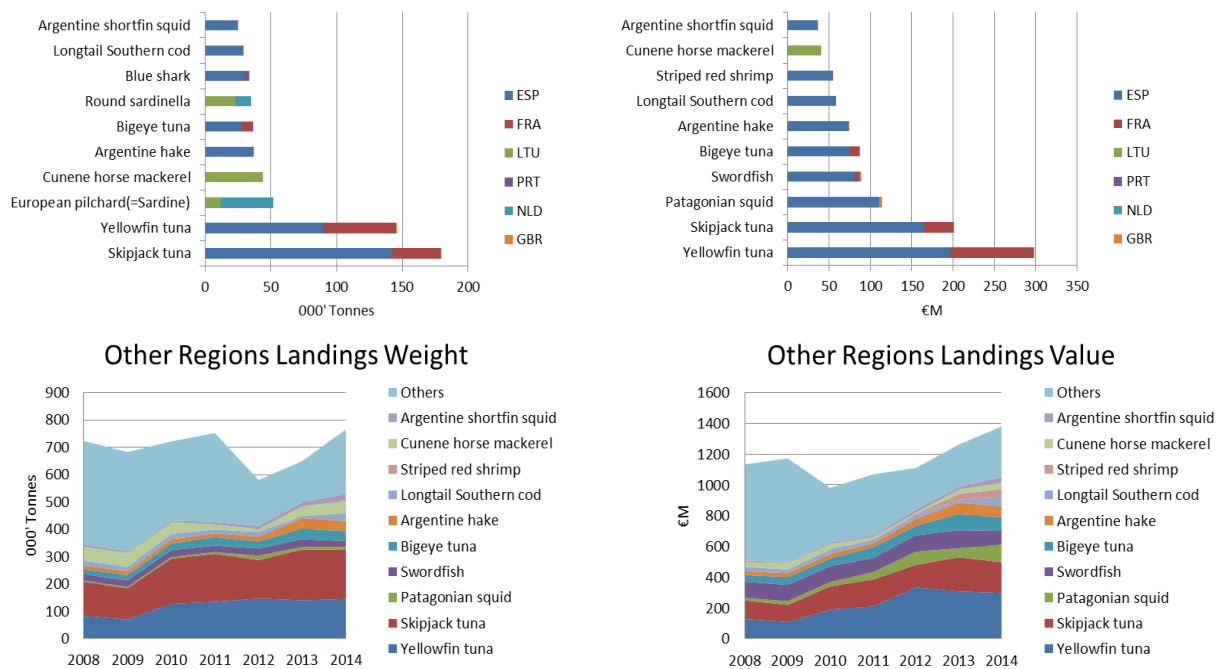 Argentine shortfin squid
Longtail Southern cod
Blue shark
Round sardinella
Bigeye tuna
Argentine hake
Cunene horse mackerel
European pilchard(=Sardine)
Yellowfin tuna
Skipjack tuna
0 50 100 150 200
000' Tonnes
ESP
FRA
LTU
PRT
NLD
GBR
Argentine shortfin squid
Cunene horse mackerel
Striped red shrimp
Longtail Southern cod
Argentine hake
Bigeye tuna
Swordfish
Patagonian squid
Skipjack tuna
Yellowfin tuna
0 50 100 150 200 250 300 350
€M
ESP
FRA
LTU
PRT
NLD
GBR
Other Regions Landings Weight
000' Tonnes
900
800
700
600
500
400
300
200
100
0
2008 2009 2010 2011 2012 2013 2014
Others
Argentine shortfin squid
Cunene horse mackerel
Striped red shrimp
Longtail Southern cod
Argentine hake
Bigeye tuna
Swordfish
Patagonian squid
Skipjack tuna
Yellowfin tuna
Other Regions Landings Value
€M
1600
1400
1200
1000
800
600
400
200
0
2008 2009 2010 2011 2012 2013 2014
Others
Argentine shortfin squid
Cunene horse mackerel
Striped red shrimp
Longtail Southern cod
Argentine hake
Bigeye tuna
Swordfish
Patagonian squid
Skipjack tuna
Yellowfin tuna